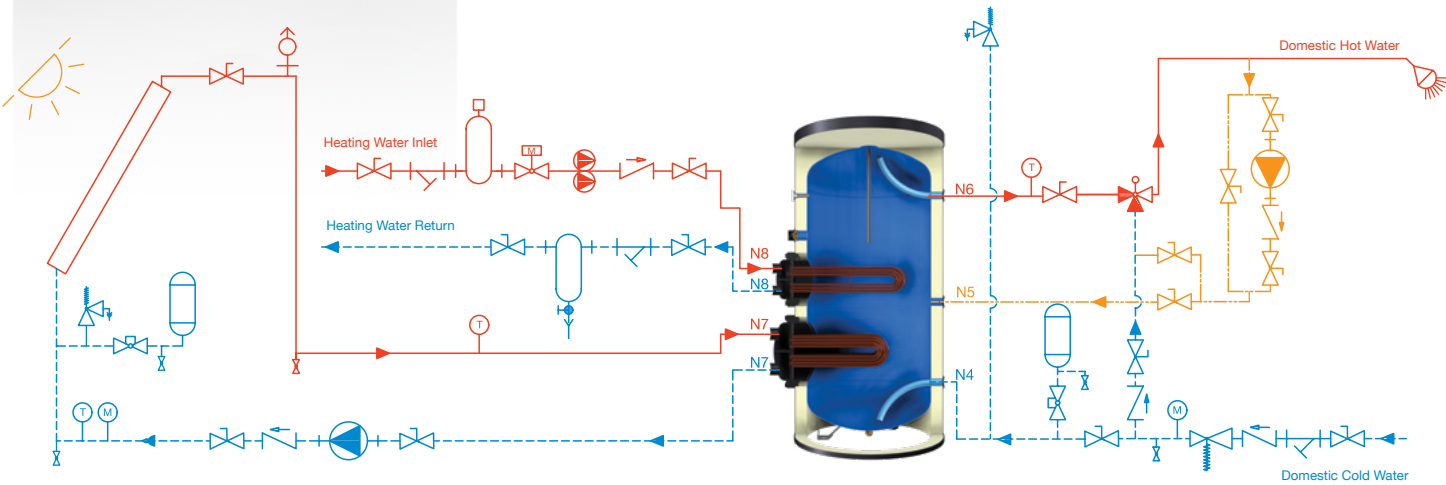 Domestic Hot Water
Heating Water Inlet
M
T
N6
Heating Water Return
N8
N8
N5
T
N7
N7
N4
T
M
M
Domestic Cold Water